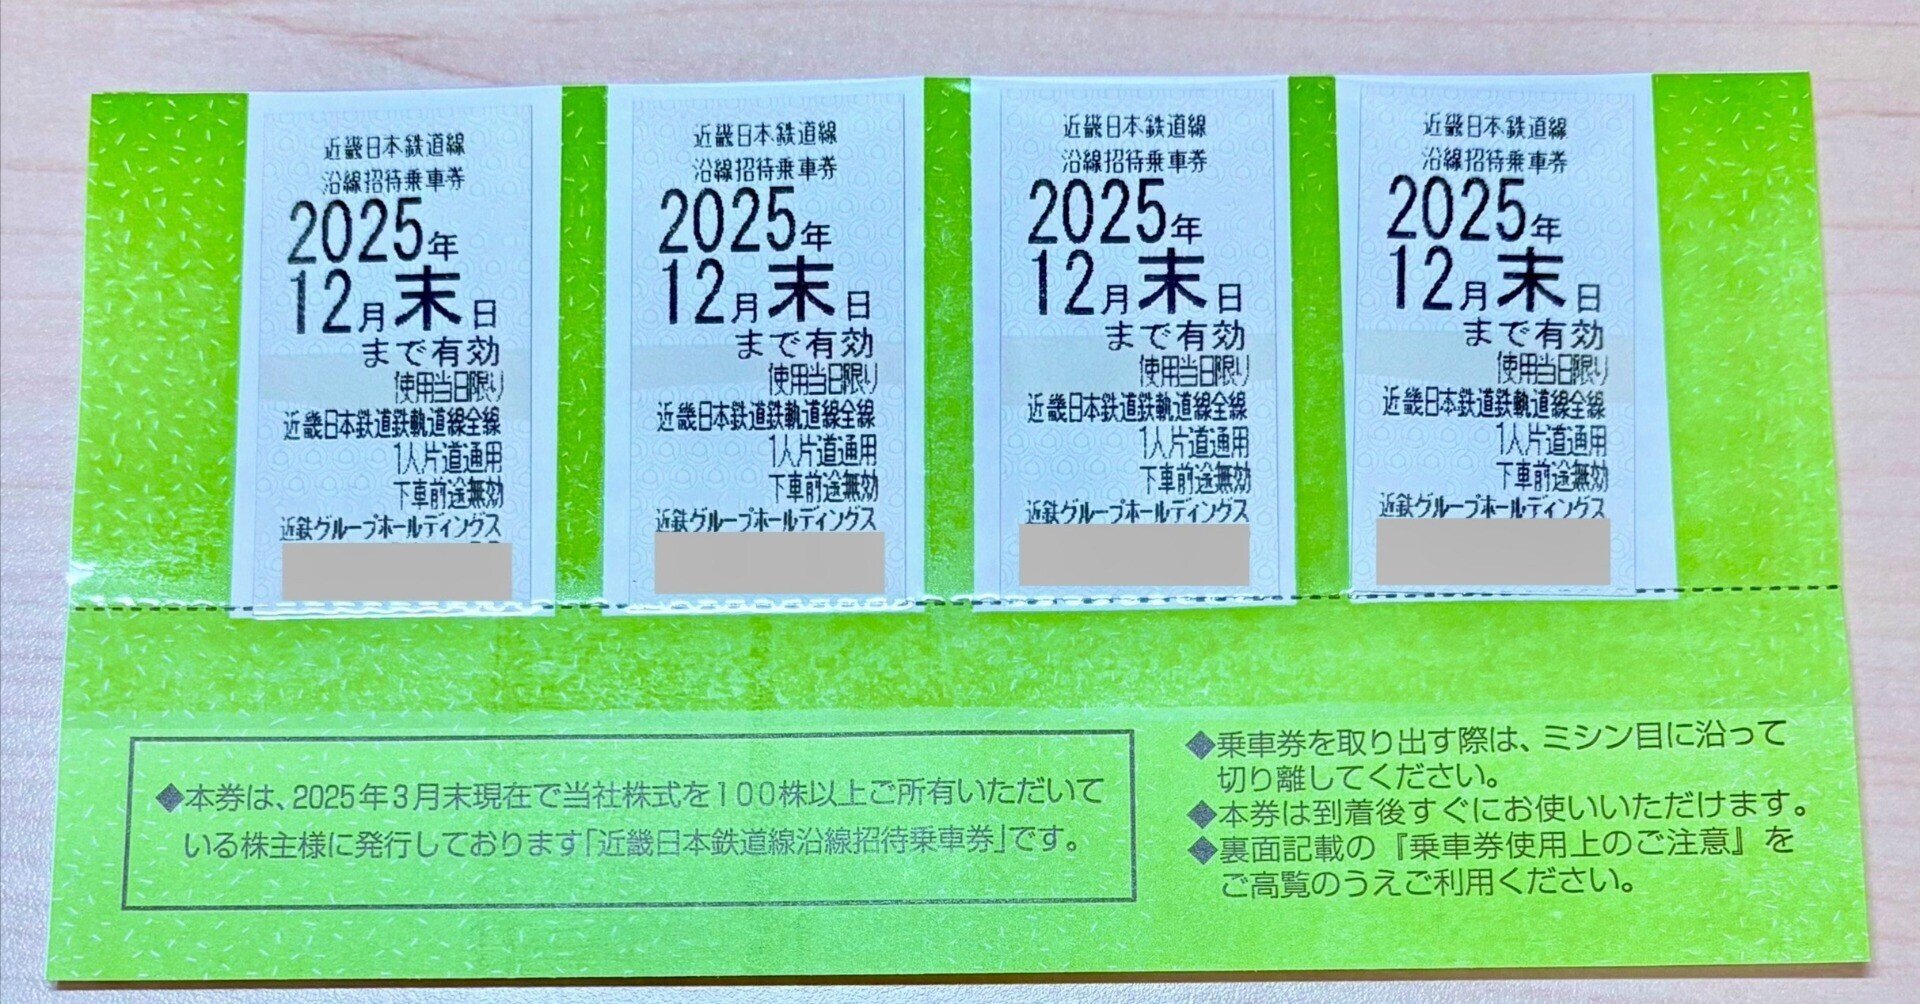 近畿日本鉄道線
沿線招待乗車券
2025年
12月末日
まで有効
使用当日限り
近畿日本鉄道鉄軌道線全線
1人片道通用
下車前途無効
近鉄グループホールディングス
近畿日本鉄道線
沿線招待乗車券
2025年
12月末日
まで有効
使用当日限り
近畿日本鉄道鉄軌道線全線
1人片道通用
下車前途無効
近鉄グループホールディングス
近畿日本鉄道線
沿線招待乗車券
2025年
12月末日
まで有効
使用当日限り
近畿日本鉄道鉄軌道線全線
1人片道通用
下車前途無効
近鉄グループホールディングス
近畿日本鉄道線
沿線招待乗車券
2025年
12月末日
まで有効
使用当日限り
近畿日本鉄道鉄軌道線全線
1人片道通用
下車前途無効
近鉄グループホールディングス
◆本券は、2025年3月末現在で当社株式を100株以上ご所有いただいて
いる株主様に発行しております「近畿日本鉄道線沿線招待乗車券」です。
◆乗車券を取り出す際は、ミシン目に沿って
切り離してください。
◆本券は到着後すぐにお使いいただけます。
◆裏面記載の『乗車券使用上のご注意』を
ご高覧のうえご利用ください。